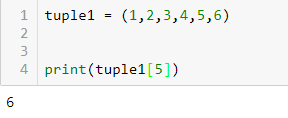 1 tuple1 = (1,2,3,4,5,6)
2
3
4 print(tuple1[5])
6